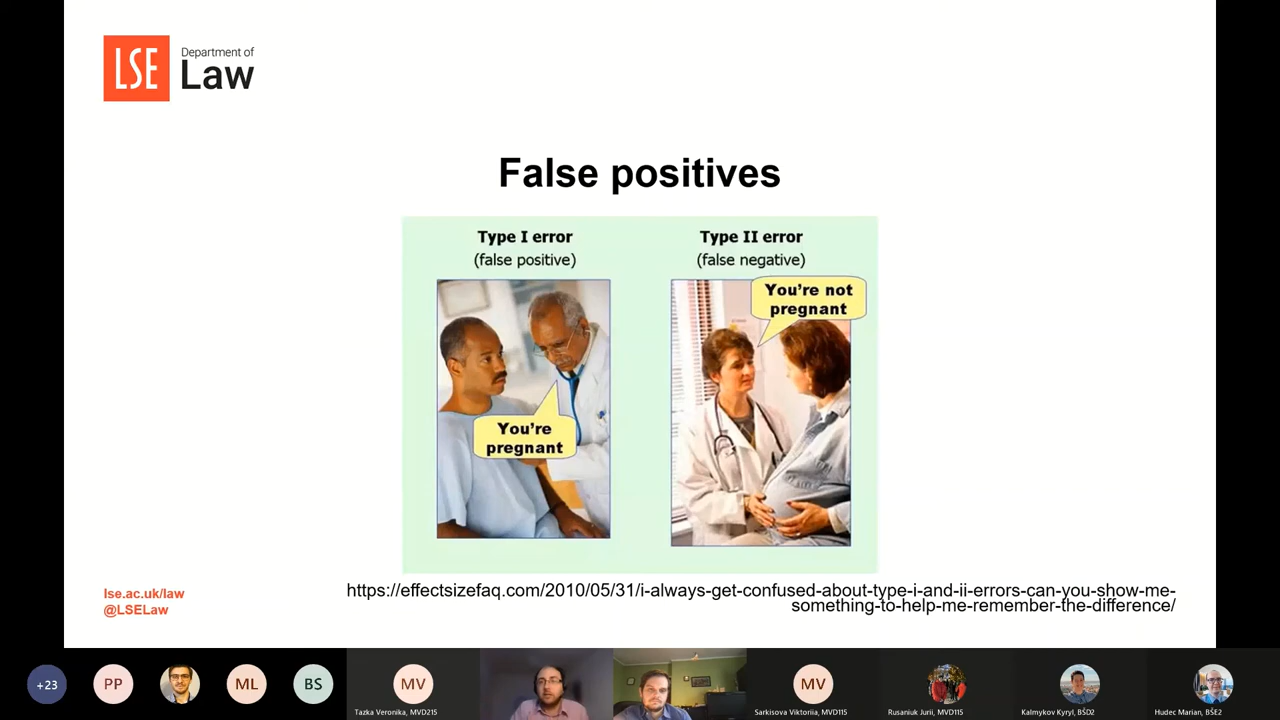 LSE
Department of
Law
False positives
Type I error
(false positive)
You're
pregnant
Type II error
(false negative)
You're not
pregnant
lse.ac.uk/law
@LSELaw
https://effectsizefaq.com/2010/05/31/i-always-get-confused-about-type-i-and-ii-errors-can-you-show-me-
something-to-help-me-remember-the-difference/
+23
PP
ML
BS
MV
Tazka Veronika, MVD215
MV
Sarkisova Viktoriia, MVD115
Rusaniuk Jurii, MVD115
Kalmykov Kyryl, BŠD2
Hudec Marian, BŠE2